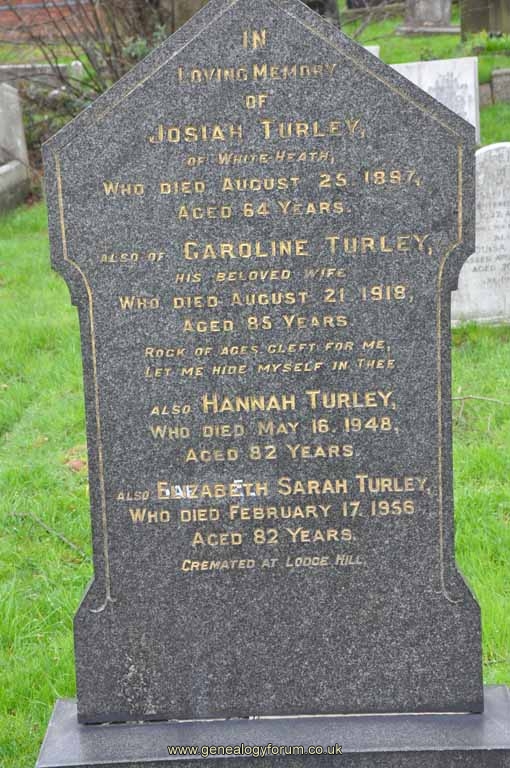 IN
LOVING MEMORY
OF
JOSIAH TURLEY,
OF WHITE-HEATH,
WHO DIED AUGUST 25, 1897,
AGED 64 YEARS.
ALSO OF CAROLINE TURLEY,
HIS BELOVED WIFE
WHO DIED AUGUST 21, 1918,
AGED 85 YEARS.
ROCK OF AGES CLEFT FOR ME,
LET ME HIDE MYSELF IN THEE
ALSO HANNAH TURLEY,
WHO DIED MAY 16, 1948,
AGED 82 YEARS.
ALSO ELIZABETH SARAH TURLEY,
WHO DIED FEBRUARY 17, 1956
AGED 82 YEARS.
CREMATED AT LODGE HILL.
www.genealogyforum.co.uk